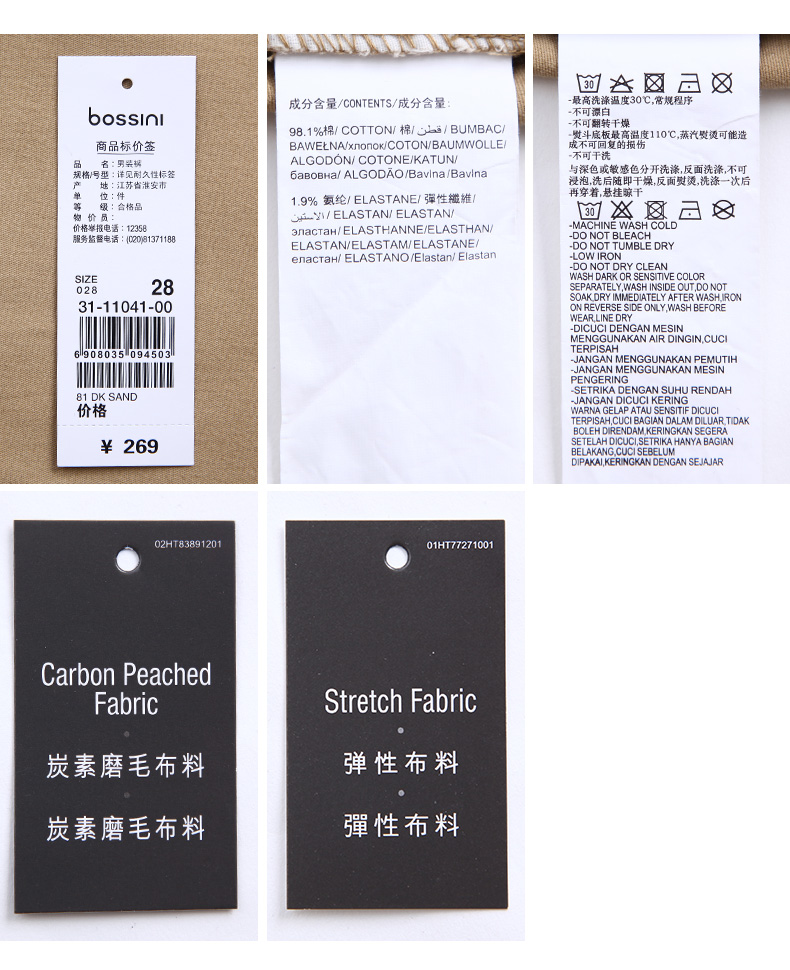 bossini
商品标价签
品　　名：男装裤
规格/号型：详见耐久性标签
产　　地：江苏省淮安市
单　　位：件
等　　级：合格品
物 价 员：
价格举报电话：12358
服务监督电话：(020)81371188
SIZE
028
28
31-11041-00
6 908035 094503
81 DK SAND
价格
¥ 269
成分含量/CONTENTS/成分含量:
98.1%棉/ COTTON/ 棉/ قطن / BUMBAC/
BAWEŁNA/хлопок/COTON/BAUMWOLLE/
ALGODÓN/ COTONE/KATUN/
бавовна/ ALGODÃO/Bavlna/Bavlna
1.9% 氨纶/ ELASTANE/ 彈性纖維/
الاستين / ELASTAN/ ELASTAN/
эластан/ELASTHANNE/ELASTHAN/
ELASTAN/ELASTAM/ELASTANE/
еластан/ ELASTANO/Elastan/ Elastan
30
-最高洗涤温度30℃,常规程序
-不可漂白
-不可翻转干燥
-熨斗底板最高温度110℃,蒸汽熨烫可能造
成不可回复的损伤
-不可干洗
与深色或敏感色分开洗涤,反面洗涤,不可
浸泡,洗后随即干燥,反面熨烫,洗涤一次后
再穿着,悬挂晾干
30
-MACHINE WASH COLD
-DO NOT BLEACH
-DO NOT TUMBLE DRY
-LOW IRON
-DO NOT DRY CLEAN
WASH DARK OR SENSITIVE COLOR
SEPARATELY,WASH INSIDE OUT,DO NOT
SOAK,DRY IMMEDIATELY AFTER WASH,IRON
ON REVERSE SIDE ONLY,WASH BEFORE
WEAR,LINE DRY
-DICUCI DENGAN MESIN
MENGGUNAKAN AIR DINGIN,CUCI
TERPISAH
-JANGAN MENGGUNAKAN PEMUTIH
-JANGAN MENGGUNAKAN MESIN
PENGERING
-SETRIKA DENGAN SUHU RENDAH
-JANGAN DICUCI KERING
WARNA GELAP ATAU SENSITIF DICUCI
TERPISAH,CUCI BAGIAN DALAM DILUAR,TIDAK
BOLEH DIRENDAM,KERINGKAN SEGERA
SETELAH DICUCI,SETRIKA HANYA BAGIAN
BELAKANG,CUCI SEBELUM
DIPAKAI,KERINGKAN DENGAN SEJAJAR
02HT83891201
Carbon Peached
Fabric
炭素磨毛布料
炭素磨毛布料
01HT77271001
Stretch Fabric
弹性布料
彈性布料